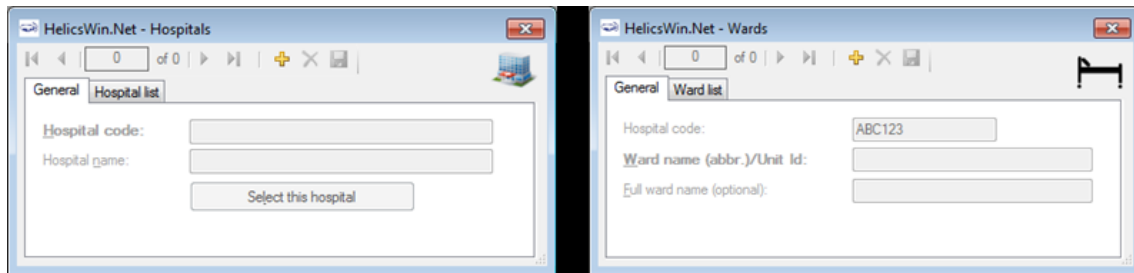 HelicsWin.Net - Hospitals
0 of 0
General Hospital list
Hospital code:
Hospital name:
Select this hospital
HelicsWin.Net - Wards
0 of 0
General Ward list
Hospital code: ABC123
Ward name (abbr.)/Unit Id:
Full ward name (optional):